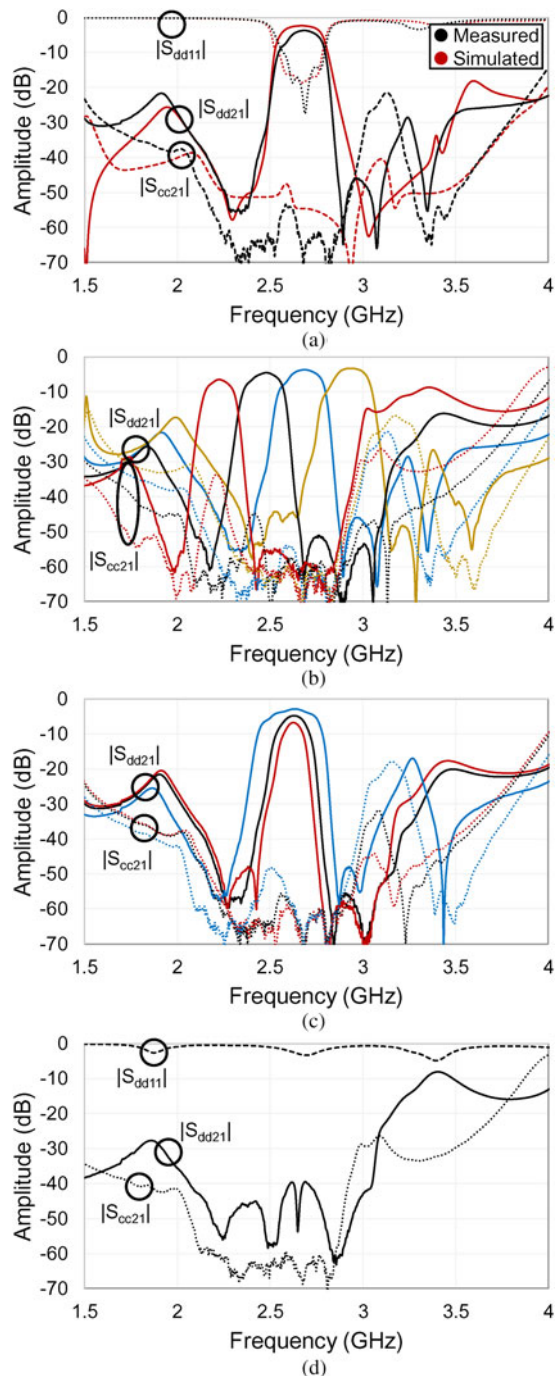 0
-10
-20
-30
-40
-50
-60
-70
Amplitude (dB)
|Sdd11|
|Sdd21|
|Scc21|
Measured
Simulated
1.5 2 2.5 3 3.5 4
Frequency (GHz)
(a)
0
-10
-20
-30
-40
-50
-60
-70
Amplitude (dB)
|Sdd21|
|Scc21|
1.5 2 2.5 3 3.5 4
Frequency (GHz)
(b)
0
-10
-20
-30
-40
-50
-60
-70
Amplitude (dB)
|Sdd21|
|Scc21|
1.5 2 2.5 3 3.5 4
Frequency (GHz)
(c)
0
-10
-20
-30
-40
-50
-60
-70
Amplitude (dB)
|Sdd11|
|Sdd21|
|Scc21|
1.5 2 2.5 3 3.5 4
Frequency (GHz)
(d)